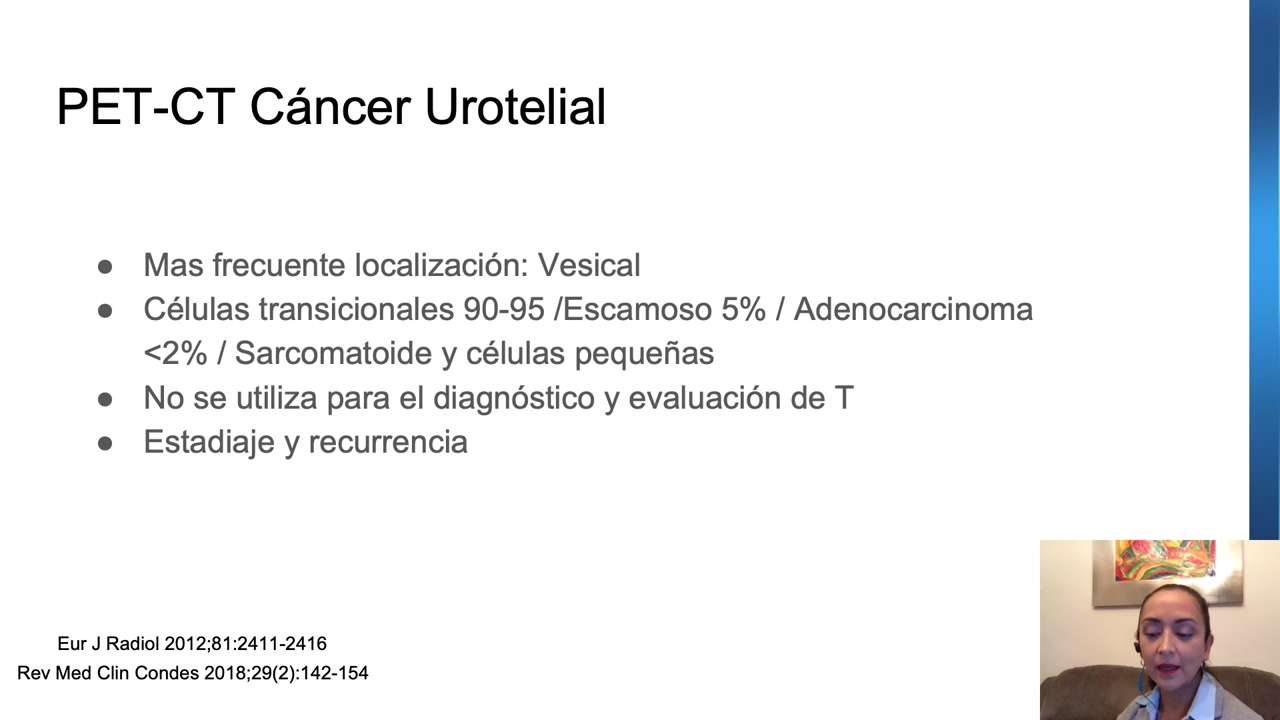 PET-CT Cáncer Urotelial
● Mas frecuente localización: Vesical
● Células transicionales 90-95 /Escamoso 5% / Adenocarcinoma
<2% / Sarcomatoide y células pequeñas
● No se utiliza para el diagnóstico y evaluación de T
● Estadiaje y recurrencia
Eur J Radiol 2012;81:2411-2416
Rev Med Clin Condes 2018;29(2):142-154